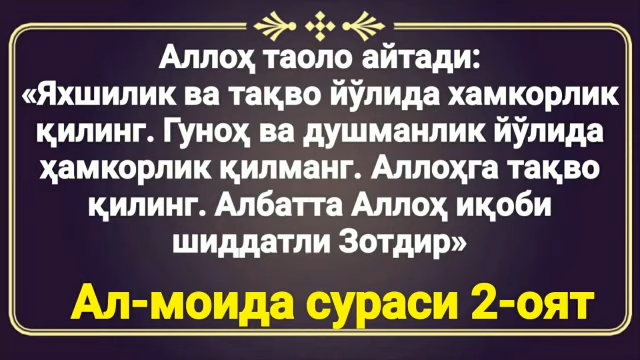 Аллоҳ таоло айтади:
«Яхшилик ва тақво йўлида хамкорлик
қилинг. Гуноҳ ва душманлик йўлида
ҳамкорлик қилманг. Аллоҳга тақво
қилинг. Албатта Аллоҳ иқоби
шиддатли Зотдир»
Ал-моида сураси 2-оят